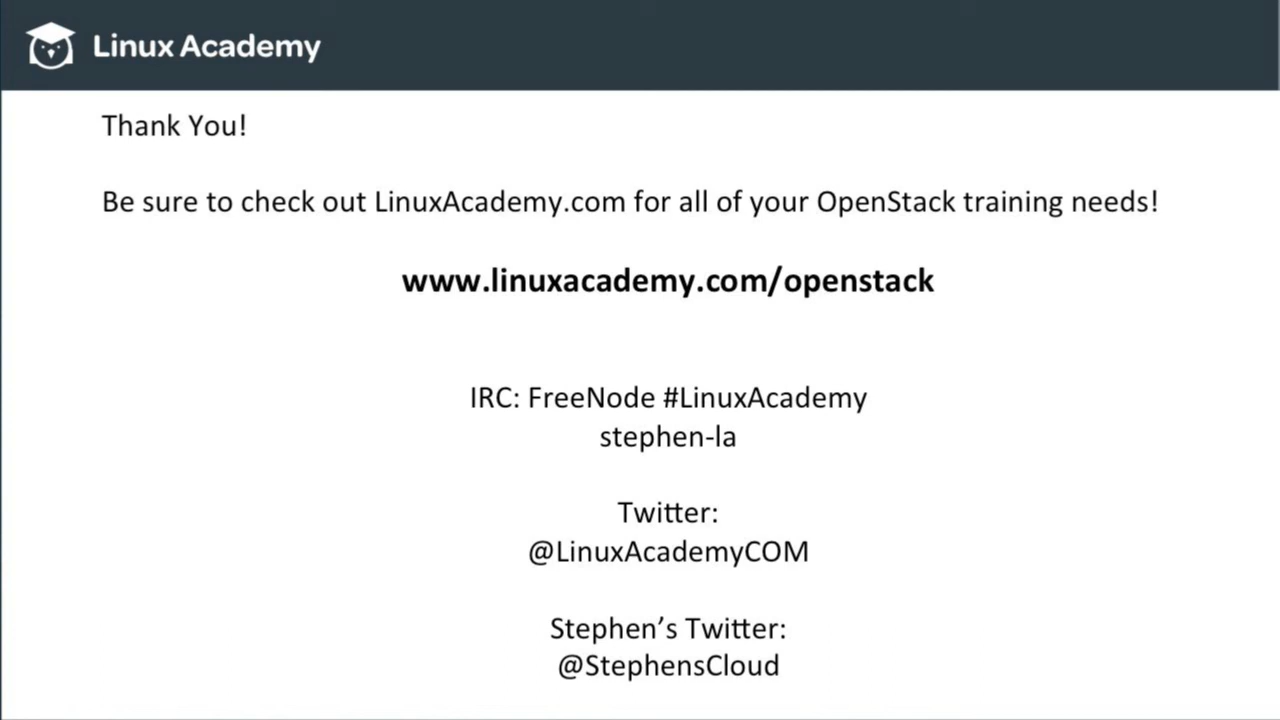 Linux Academy
Thank You!
Be sure to check out LinuxAcademy.com for all of your OpenStack training needs!
www.linuxacademy.com/openstack
IRC: FreeNode #LinuxAcademy
stephen-la
Twitter:
@LinuxAcademyCOM
Stephen’s Twitter:
@StephensCloud